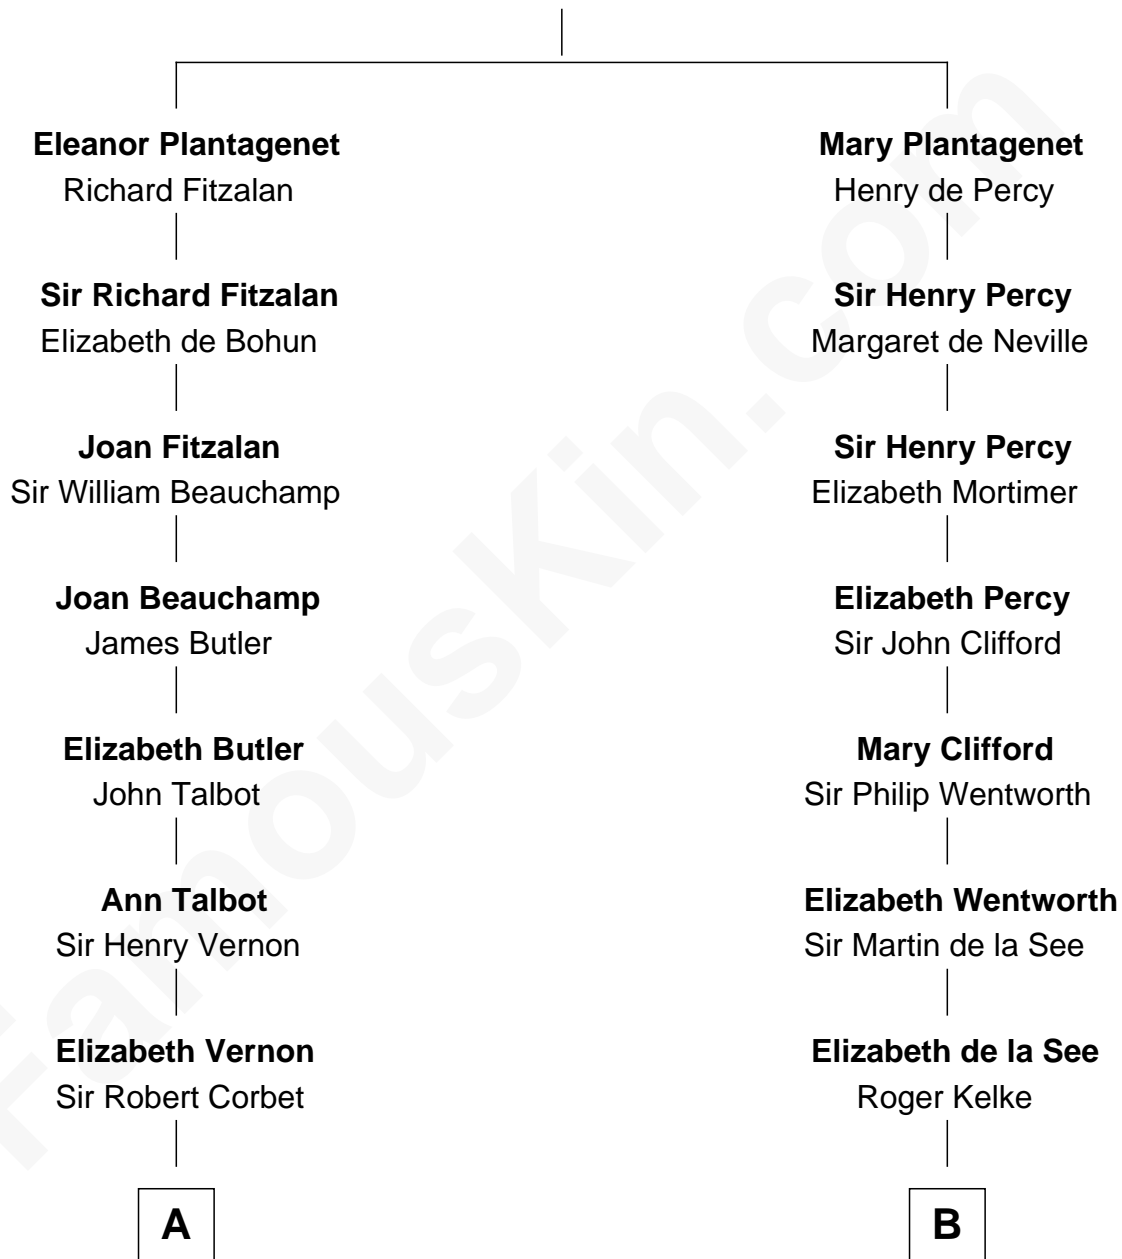 Eleanor Plantagenet
Richard Fitzalan
Sir Richard Fitzalan
Elizabeth de Bohun
Joan Fitzalan
Sir William Beauchamp
Joan Beauchamp
James Butler
Elizabeth Butler
John Talbot
Ann Talbot
Sir Henry Vernon
Elizabeth Vernon
Sir Robert Corbet
A
Mary Plantagenet
Henry de Percy
Sir Henry Percy
Margaret de Neville
Sir Henry Percy
Elizabeth Mortimer
Elizabeth Percy
Sir John Clifford
Mary Clifford
Sir Philip Wentworth
Elizabeth Wentworth
Sir Martin de la See
Elizabeth de la See
Roger Kelke
B
FamousKin.com